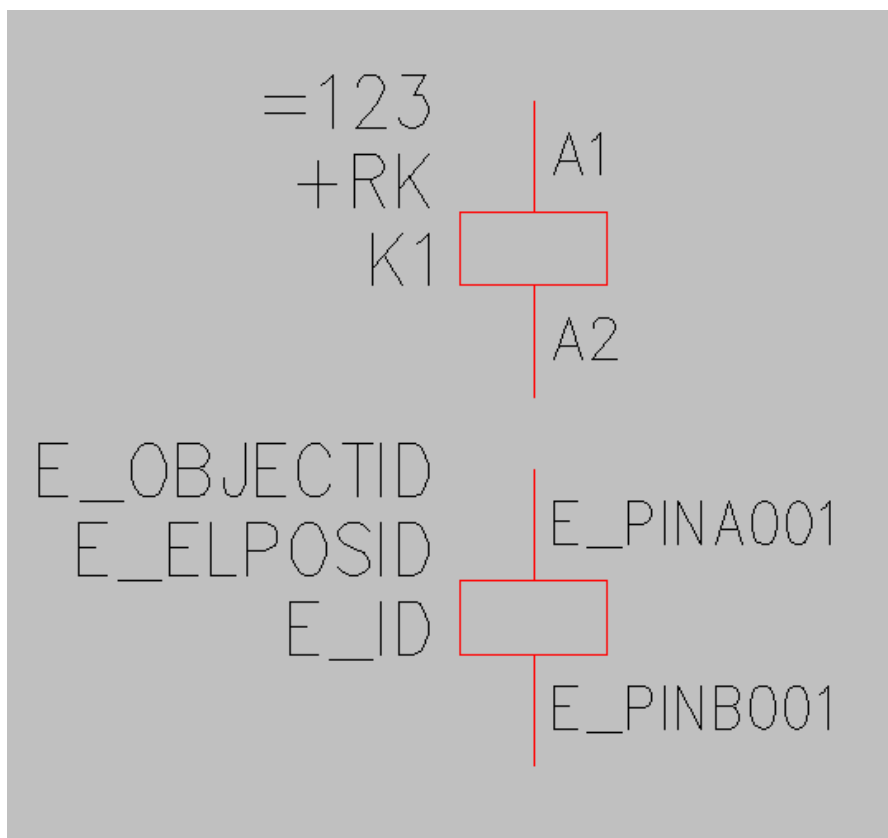 =123
+RK
K1
A1
A2
E_OBJECTID
E_ELPOSID
E_ID
E_PINA001
E_PINB001